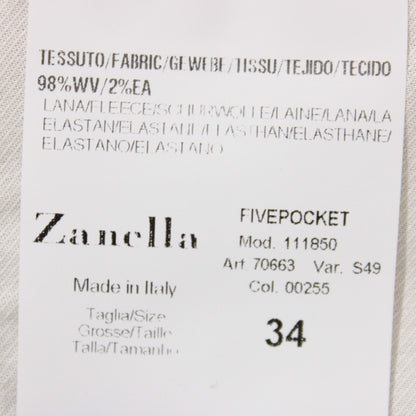 TESSUTO/FABRIC/GEWEBE/TISSU/TEJIDO/TECIDO
98%WV/2%EA
LANA/FLEECE/SCHURWOLLE/LAINE/LANA/LA
ELASTAN/ELASTANE/ELASTHAN/ELASTHANE/
ELASTANO/ELASTANO
Zanella
Made in Italy
Taglia/Size
Grosse/Taille
Talla/Tamanho
FIVEPOCKET
Mod. 111850
Art 70663 Var. S49
Col. 00255
34